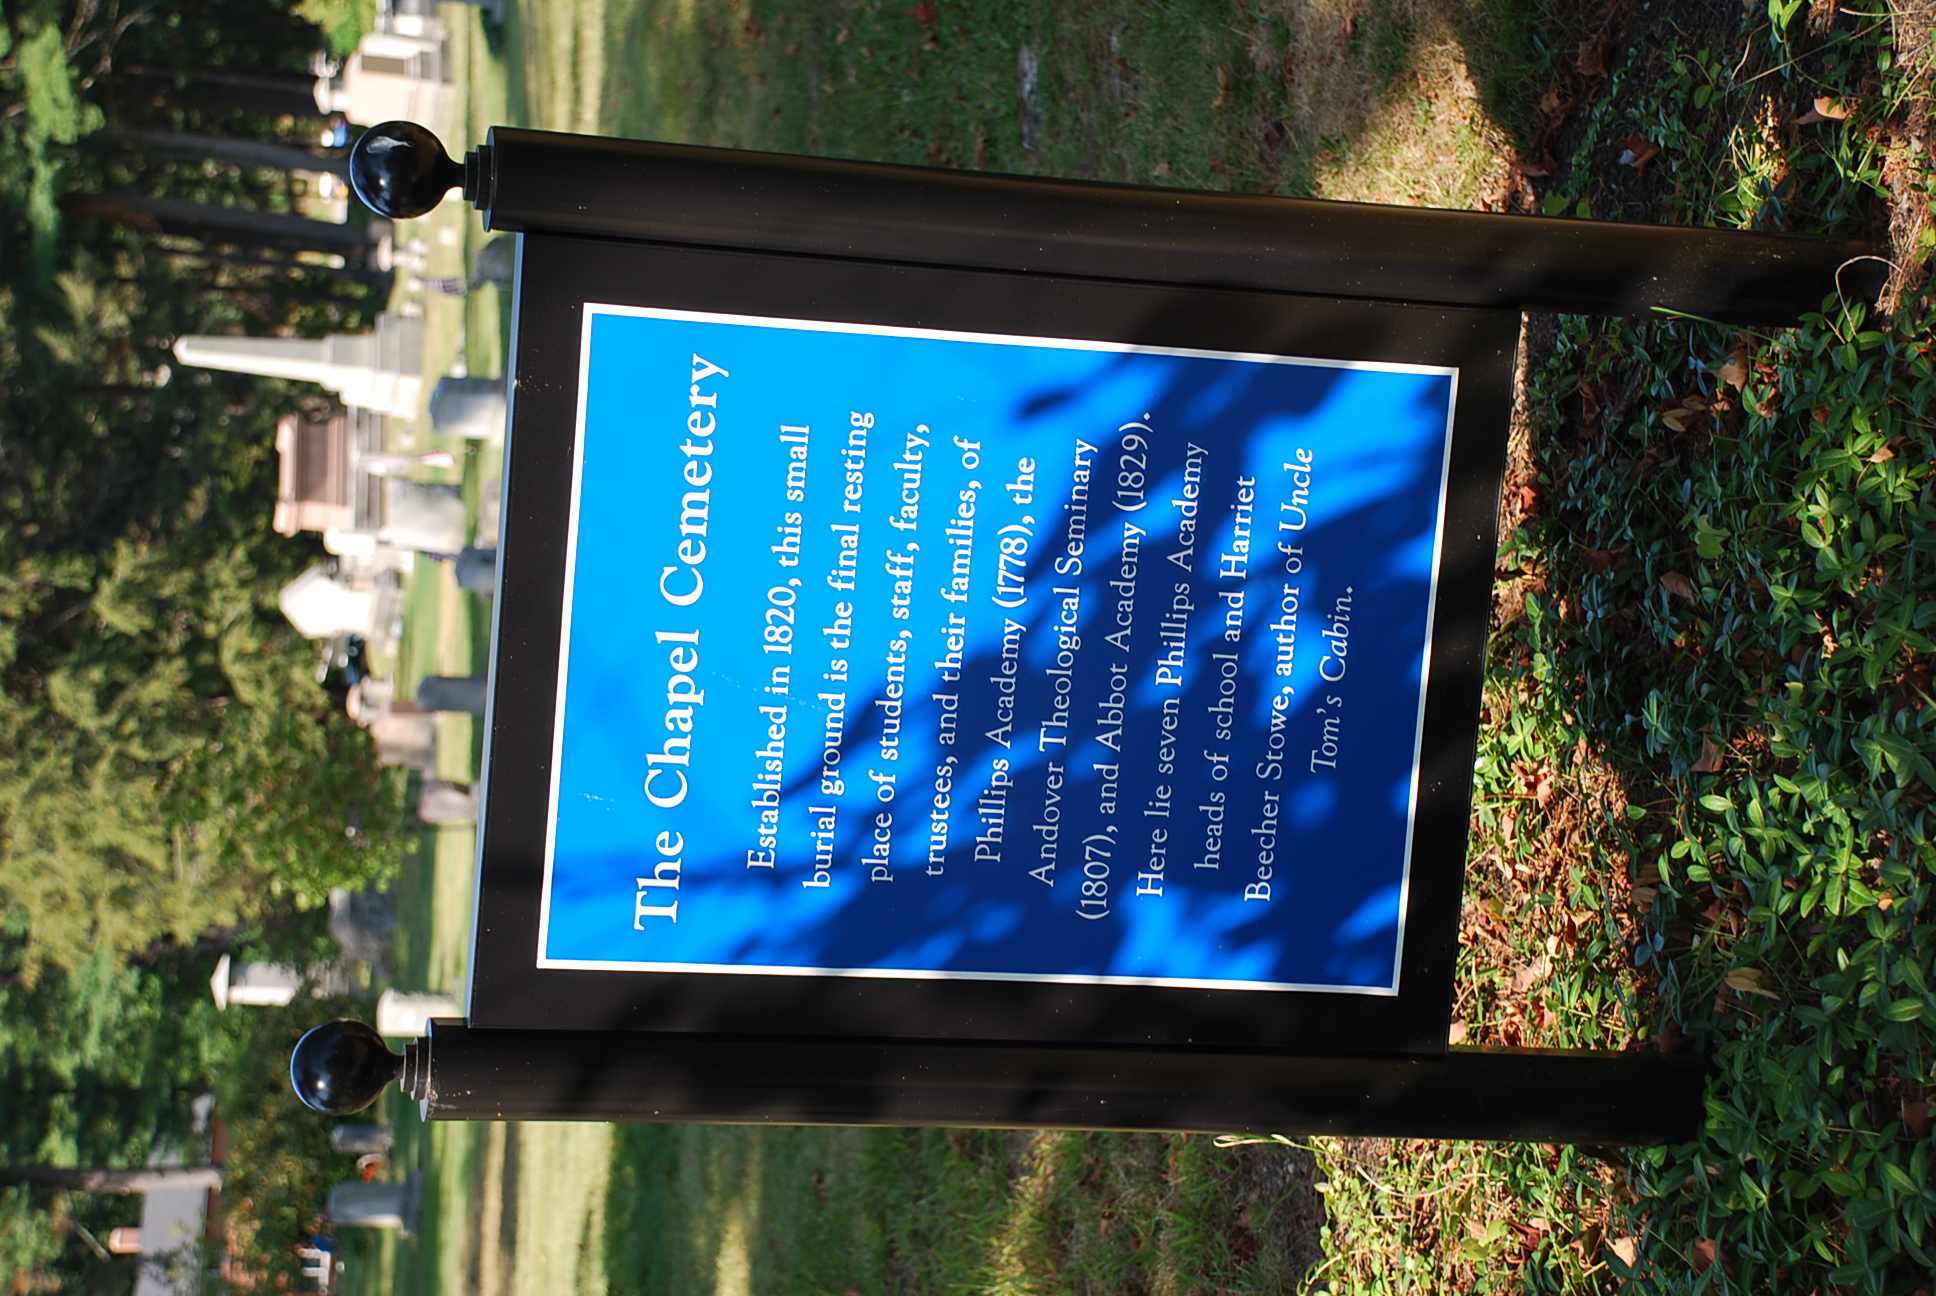 The Chapel Cemetery
Established in 1820, this small
burial ground is the final resting
place of students, staff, faculty,
trustees, and their families, of
Phillips Academy (1778), the
Andover Theological Seminary
(1807), and Abbot Academy (1829).
Here lie seven Phillips Academy
heads of school and Harriet
Beecher Stowe, author of Uncle
Tom's Cabin.